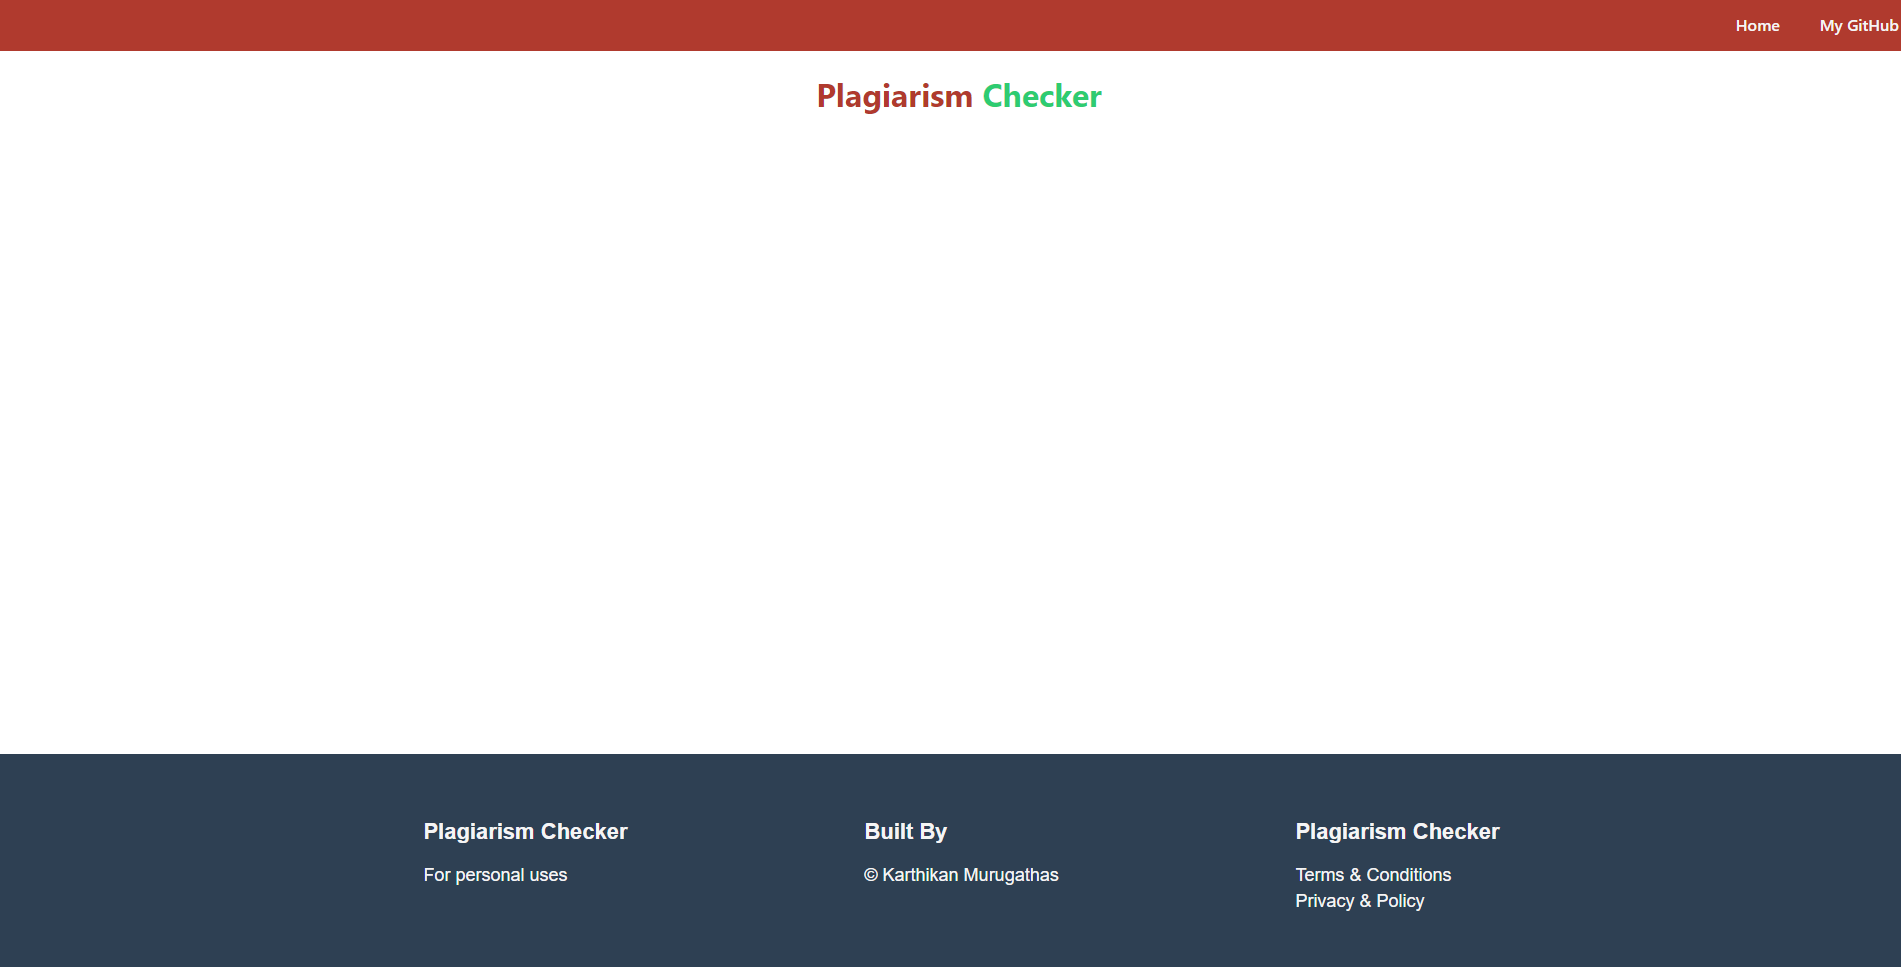 Home My GitHub
Plagiarism Checker
Plagiarism Checker
For personal uses
Built By
© Karthikan Murugathas
Plagiarism Checker
Terms & Conditions
Privacy & Policy